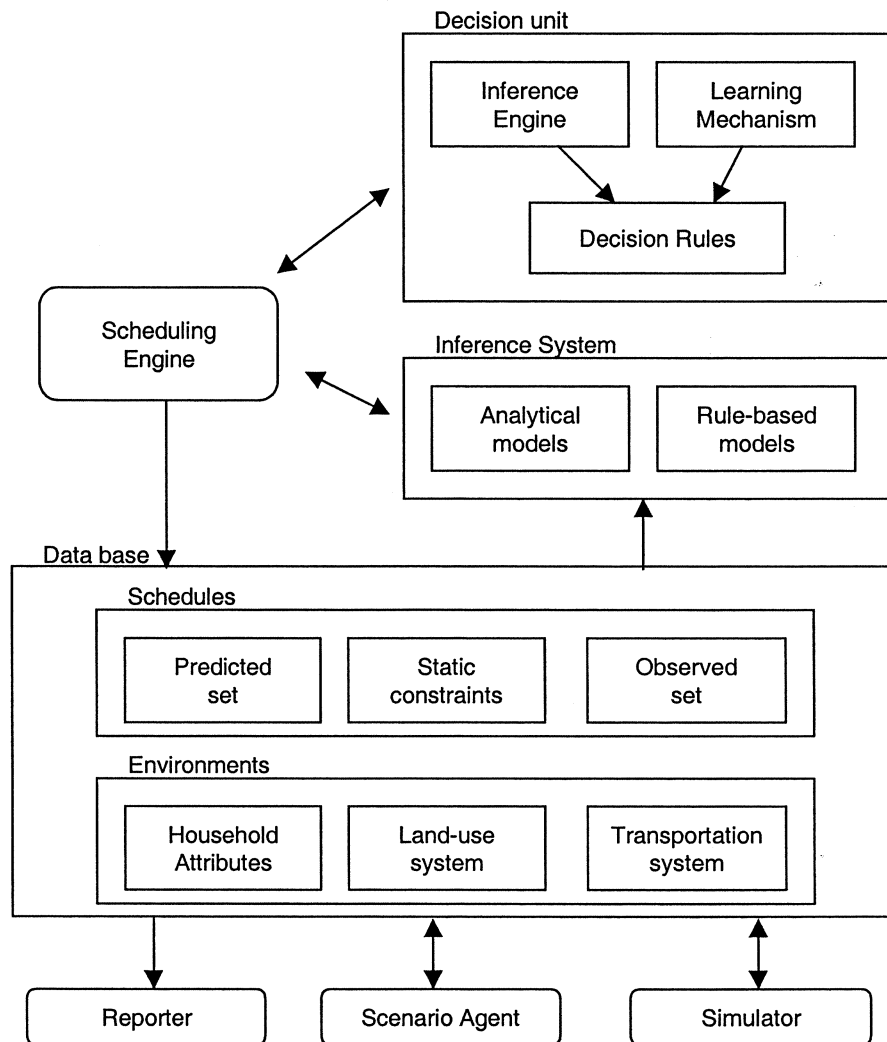 Decision unit
Inference
Engine
Learning
Mechanism
Decision Rules
Scheduling
Engine
Inference System
Analytical
models
Rule-based
models
Data base
Schedules
Predicted
set
Static
constraints
Observed
set
Environments
Household
Attributes
Land-use
system
Transportation
system
Reporter
Scenario Agent
Simulator